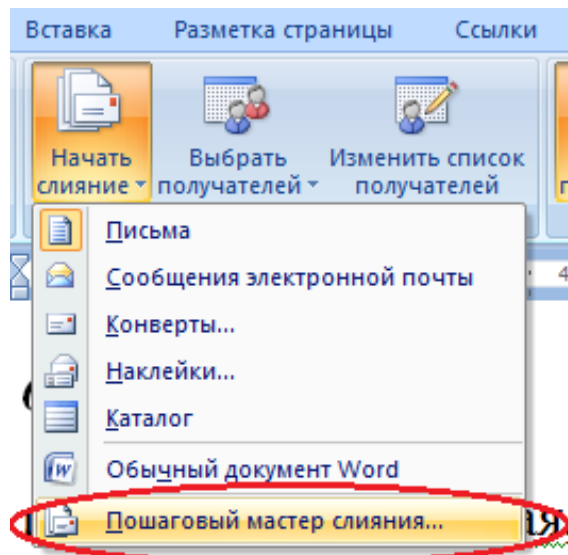 Вставка Разметка страницы Ссылки
Начать слияние
Выбрать получателей
Изменить список получателей
Письма
4
Сообщения электронной почты
Конверты...
Наклейки...
Каталог
Обычный документ Word
Пошаговый мастер слияния...